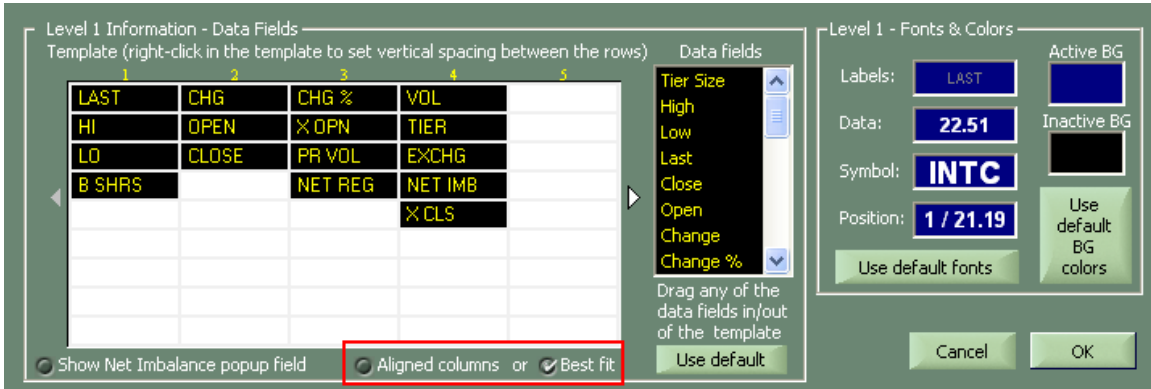 Level 1 Information - Data Fields
Template (right-click in the template to set vertical spacing between the rows)
1 2 3 4 5
LAST CHG CHG % VOL
HI OPEN X OPN TIER
LO CLOSE PR VOL EXCHG
B SHRS NET REG NET IMB
X CLS
Show Net Imbalance popup field
Aligned columns or Best fit
Data fields
Tier Size
High
Low
Last
Close
Open
Change
Change %
Drag any of the
data fields in/out
of the template
Use default
Level 1 - Fonts & Colors
Labels: LAST
Data: 22.51
Symbol: INTC
Position: 1 / 21.19
Use default fonts
Active BG
Inactive BG
Use
default
BG
colors
Cancel OK